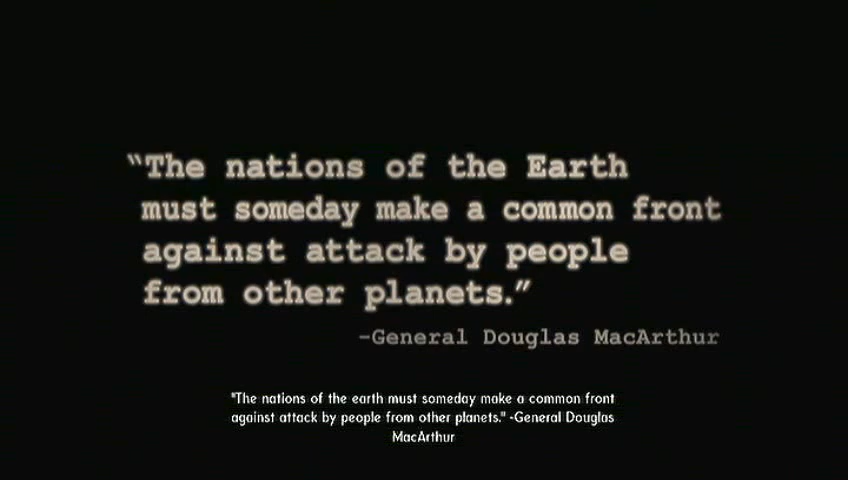 “The nations of the Earth
must someday make a common front
against attack by people
from other planets.”
-General Douglas MacArthur
"The nations of the earth must someday make a common front
against attack by people from other planets." -General Douglas
MacArthur